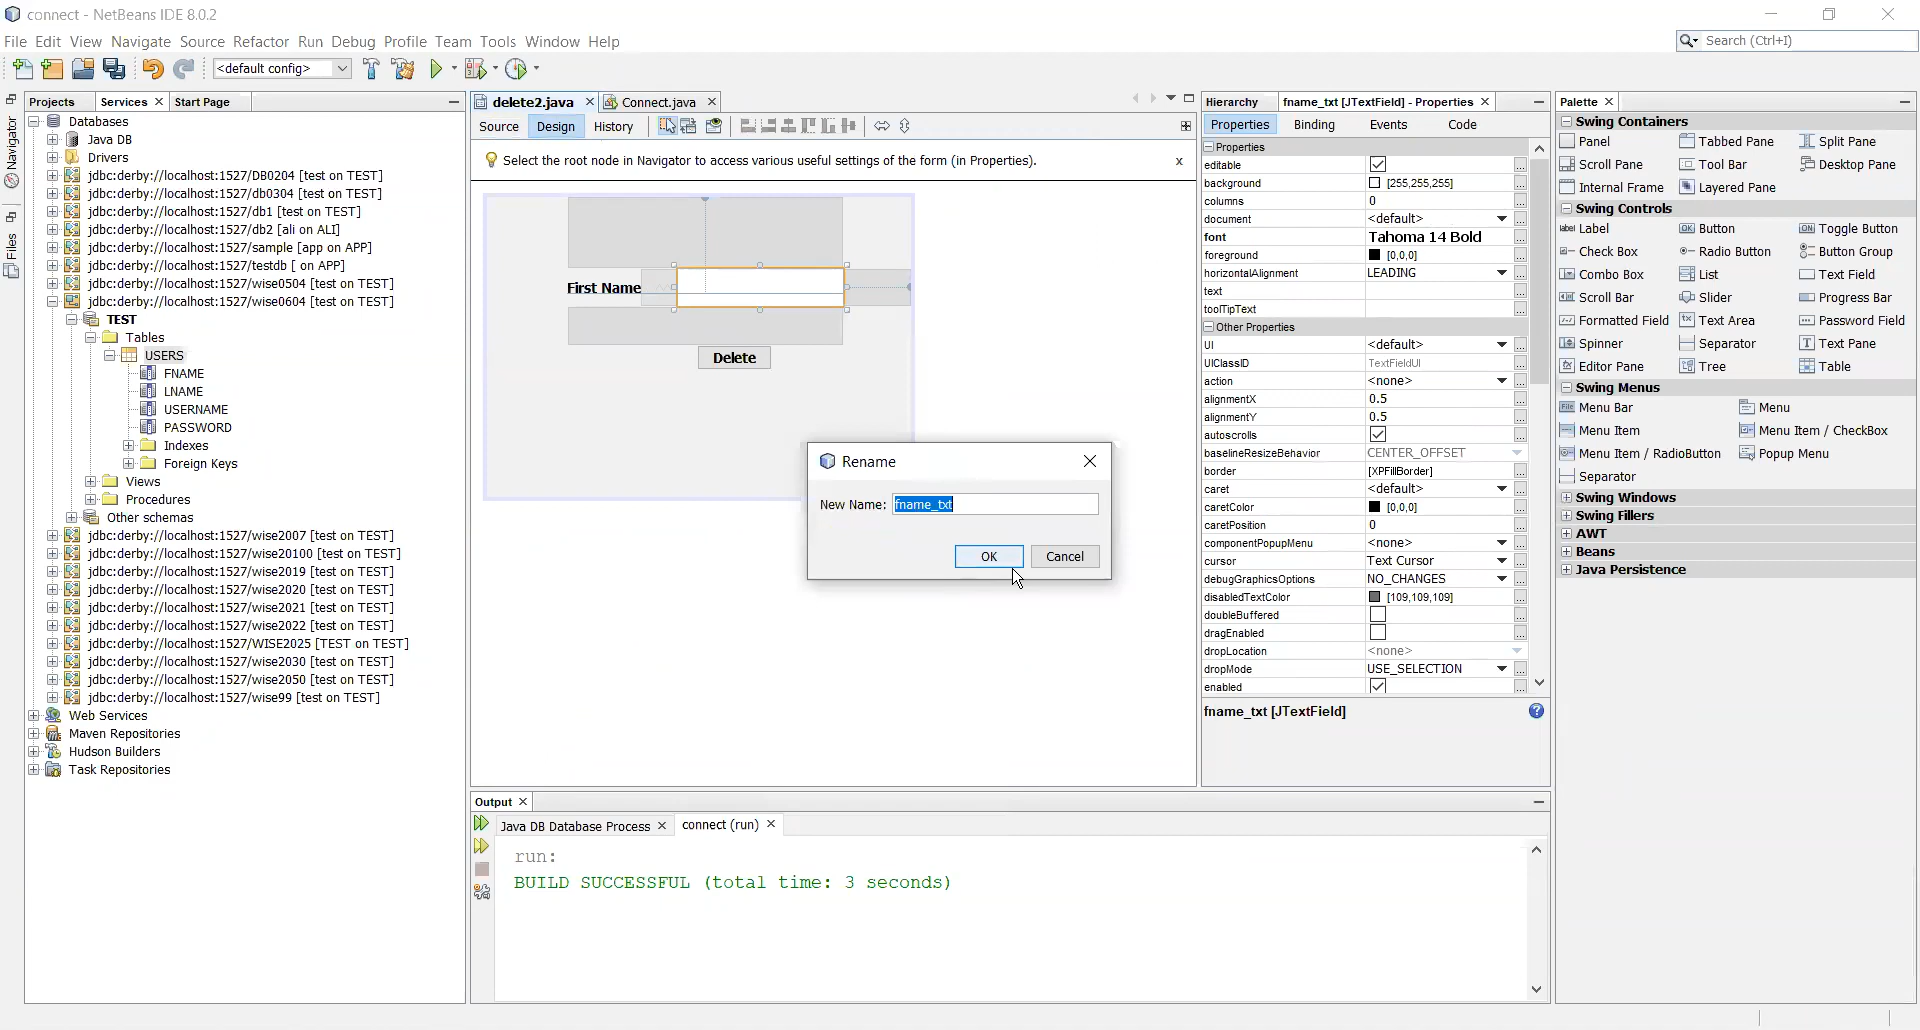 connect - NetBeans IDE 8.0.2
File Edit View Navigate Source Refactor Run Debug Profile Team Tools Window Help
Search (Ctrl+I)
<default config>
Projects Services Start Page
Navigator
Files
Databases
Java DB
Drivers
jdbc:derby://localhost:1527/DB0204 [test on TEST]
jdbc:derby://localhost:1527/db0304 [test on TEST]
jdbc:derby://localhost:1527/db1 [test on TEST]
jdbc:derby://localhost:1527/db2 [ali on ALI]
jdbc:derby://localhost:1527/sample [app on APP]
jdbc:derby://localhost:1527/testdb [ on APP]
jdbc:derby://localhost:1527/wise0504 [test on TEST]
jdbc:derby://localhost:1527/wise0604 [test on TEST]
TEST
Tables
USERS
FNAME
LNAME
USERNAME
PASSWORD
Indexes
Foreign Keys
Views
Procedures
Other schemas
jdbc:derby://localhost:1527/wise2007 [test on TEST]
jdbc:derby://localhost:1527/wise20100 [test on TEST]
jdbc:derby://localhost:1527/wise2019 [test on TEST]
jdbc:derby://localhost:1527/wise2020 [test on TEST]
jdbc:derby://localhost:1527/wise2021 [test on TEST]
jdbc:derby://localhost:1527/wise2022 [test on TEST]
jdbc:derby://localhost:1527/WISE2025 [TEST on TEST]
jdbc:derby://localhost:1527/wise2030 [test on TEST]
jdbc:derby://localhost:1527/wise2050 [test on TEST]
jdbc:derby://localhost:1527/wise99 [test on TEST]
Web Services
Maven Repositories
Hudson Builders
Task Repositories
delete2.java Connect.java
Source Design History
Select the root node in Navigator to access various useful settings of the form (in Properties). x
First Name
Delete
Rename
New Name: fname_txt
OK Cancel
Output
Java DB Database Process connect (run)
run:
BUILD SUCCESSFUL (total time: 3 seconds)
Hierarchy fname_txt [JTextField] - Properties
Properties Binding Events Code
Properties
editable
background [255,255,255]
columns 0
document <default>
font Tahoma 14 Bold
foreground [0,0,0]
horizontalAlignment LEADING
text
toolTipText
Other Properties
UI <default>
UIClassID TextFieldUI
action <none>
alignmentX 0.5
alignmentY 0.5
autoscrolls
baselineResizeBehavior CENTER_OFFSET
border [XPFillBorder]
caret <default>
caretColor [0,0,0]
caretPosition 0
componentPopupMenu <none>
cursor Text Cursor
debugGraphicsOptions NO_CHANGES
disabledTextColor [109,109,109]
doubleBuffered
dragEnabled
dropLocation <none>
dropMode USE_SELECTION
enabled
fname_txt [JTextField]
Palette
Swing Containers
Panel Tabbed Pane Split Pane
Scroll Pane Tool Bar Desktop Pane
Internal Frame Layered Pane
Swing Controls
label Label OK Button ON Toggle Button
Check Box Radio Button Button Group
Combo Box List Text Field
Scroll Bar Slider Progress Bar
Formatted Field Text Area Password Field
Spinner Separator Text Pane
Editor Pane Tree Table
Swing Menus
File Menu Bar Menu
Menu Item Menu Item / CheckBox
Menu Item / RadioButton Popup Menu
Separator
Swing Windows
Swing Fillers
AWT
Beans
Java Persistence